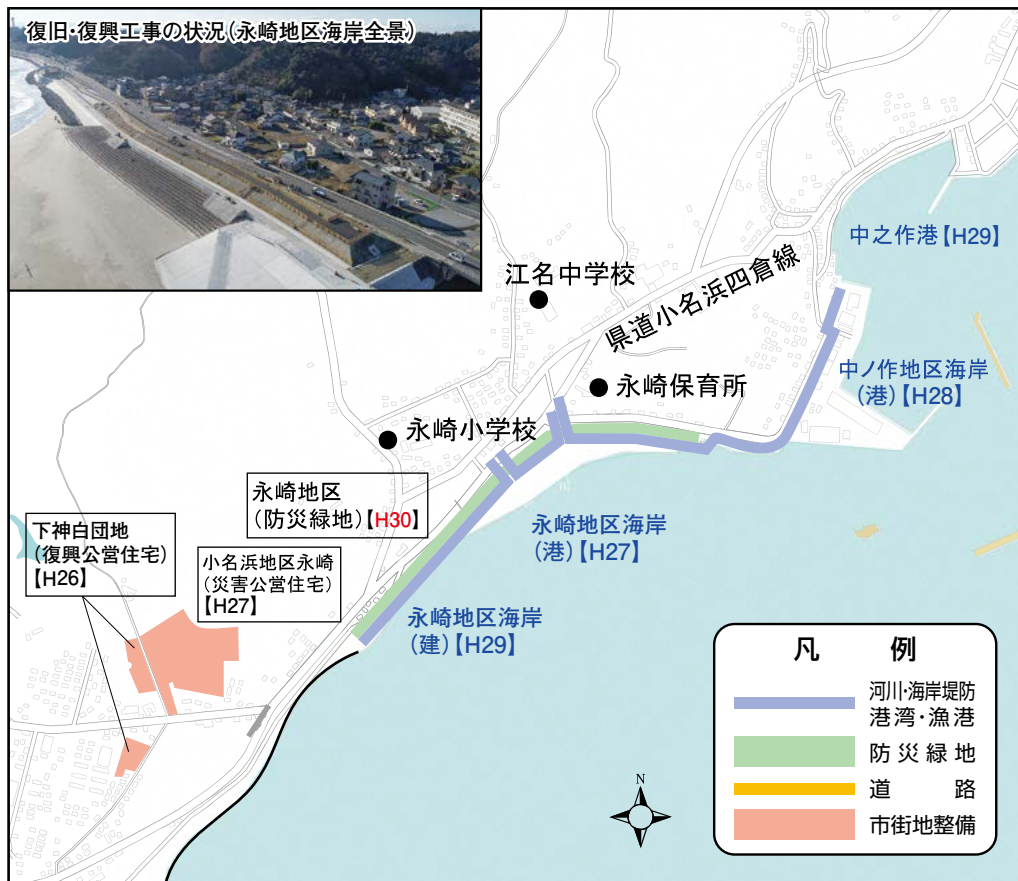 復旧・復興工事の状況(永崎地区海岸全景)
中之作港【H29】
江名中学校
県道小名浜四倉線
中ノ作地区海岸
(港)【H28】
永崎保育所
永崎小学校
永崎地区
(防災緑地)【H30】
永崎地区海岸
(港)【H27】
下神白団地
(復興公営住宅)
【H26】
小名浜地区永崎
(災害公営住宅)
【H27】
永崎地区海岸
(建)【H29】
N
凡 例
河川・海岸堤防
港湾・漁港
防災緑地
道 路
市街地整備